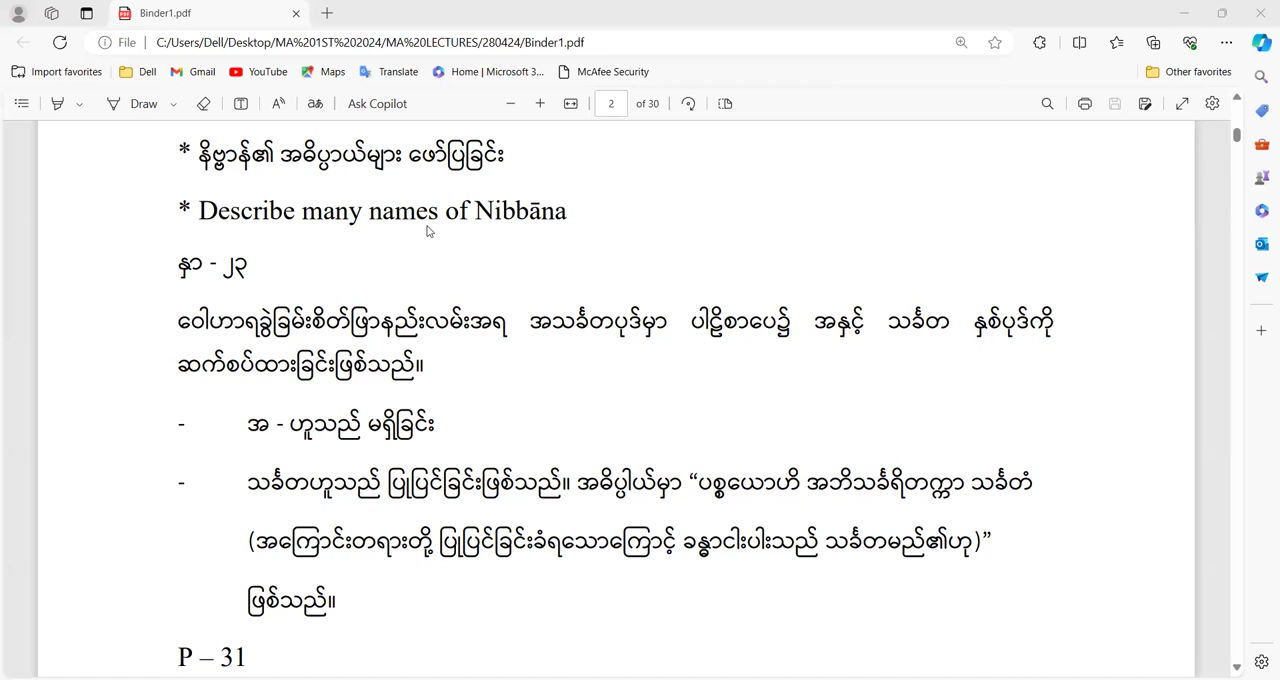 Binder1.pdf
File | C:/Users/Dell/Desktop/MA%201ST%202024/MA%20LECTURES/280424/Binder1.pdf
Import favorites Dell Gmail YouTube Maps Translate Home | Microsoft 3... McAfee Security Other favorites
Draw Ask Copilot 2 of 30
* နိဗ္ဗာန်၏ အဓိပ္ပာယ်များ ဖော်ပြခြင်း
* Describe many names of Nibbāna
နှာ - ၂၃
ဝေါဟာရခွဲခြမ်းစိတ်ဖြာနည်းလမ်းအရ အသင်္ခတပုဒ်မှာ ပါဠိစာပေ၌ အနှင့် သင်္ခတ နှစ်ပုဒ်ကို
ဆက်စပ်ထားခြင်းဖြစ်သည်။
- အ - ဟူသည် မရှိခြင်း
- သင်္ခတဟူသည် ပြုပြင်ခြင်းဖြစ်သည်။ အဓိပ္ပါယ်မှာ “ပစ္စယောဟိ အဘိသင်္ခရိတက္ကာ သင်္ခတံ
(အကြောင်းတရားတို့ ပြုပြင်ခြင်းခံရသောကြောင့် ခန္ဓာငါးပါးသည် သင်္ခတမည်၏ဟု)”
ဖြစ်သည်။
P – 31